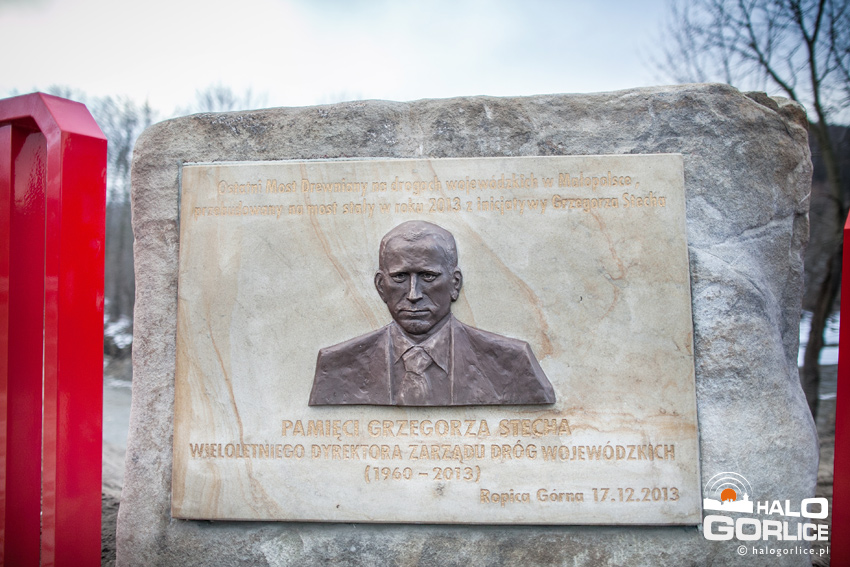 Ostatni Most Drewniany na drogach wojewódzkich w Małopolsce,
przebudowany na most stały w roku 2013 z inicjatywy Grzegorza Stecha
PAMIĘCI GRZEGORZA STECHA
WIELOLETNIEGO DYREKTORA ZARZĄDU DRÓG WOJEWÓDZKICH
(1960 – 2013)
Ropica Górna 17.12.2013
HALO
GORLICE
© halogorlice.pl